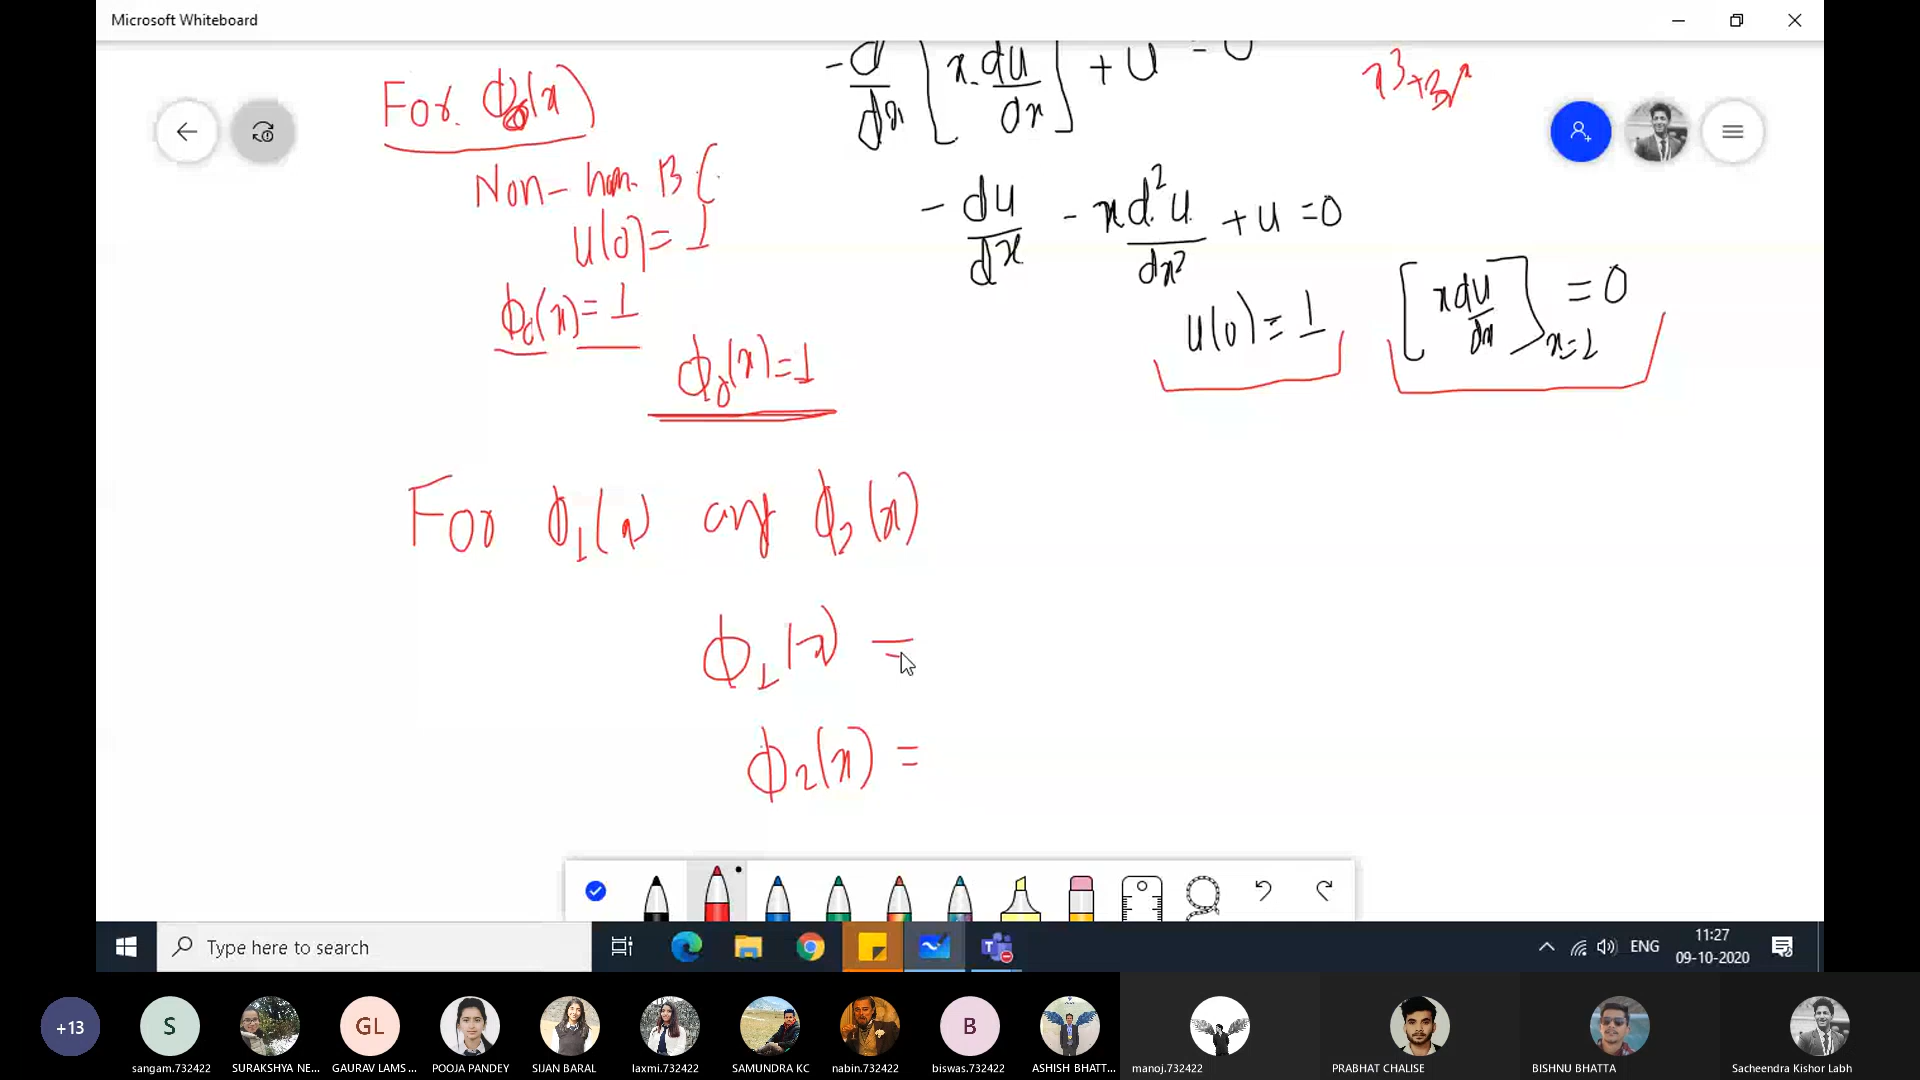 Microsoft Whiteboard
For ϕ₀(x)
Non-hom. B C
u(0) = 1
ϕ₀(x) = 1
ϕ₀(x) = 1
-d/dx [x. du/dx] + u = 0
x³+3x
-du/dx - x d²u/dx² + u = 0
u(0) = 1 [x du/dx]x=1 = 0
For ϕ₁(x) any ϕ₂(x)
ϕ₁(x) =
ϕ₂(x) =
Type here to search
ENG
11:27
09-10-2020
+13
S
GL
B
sangam.732422
SURAKSHYA NE...
GAURAV LAMS...
POOJA PANDEY
SIJAN BARAL
laxmi.732422
SAMUNDRA KC
nabin.732422
biswas.732422
ASHISH BHATT...
manoj.732422
PRABHAT CHALISE
BISHNU BHATTA
Sacheendra Kishor Labh